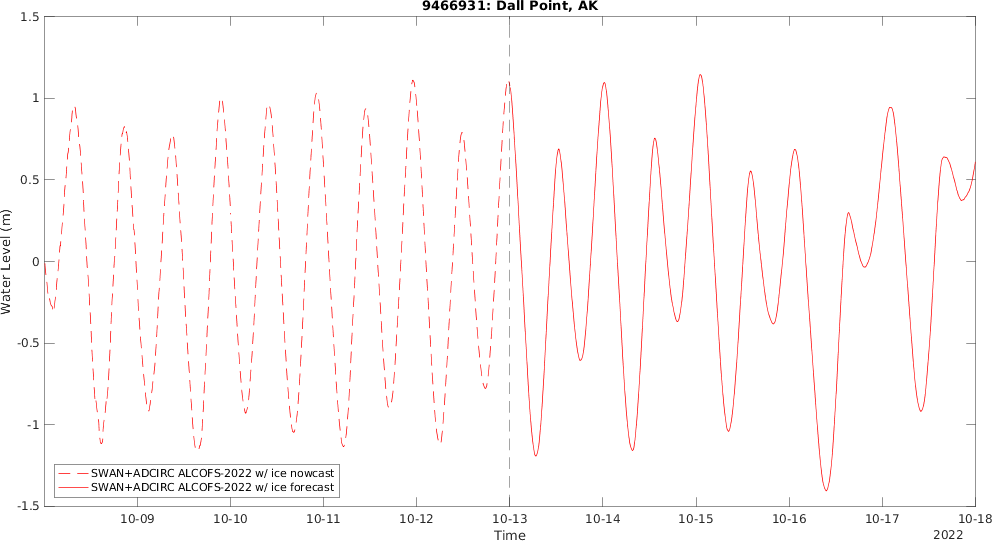 9466931: Dall Point, AK
1.5
1
0.5
0
-0.5
-1
-1.5
Water Level (m)
SWAN+ADCIRC ALCOFS-2022 w/ ice nowcast
SWAN+ADCIRC ALCOFS-2022 w/ ice forecast
10-09 10-10 10-11 10-12 10-13 10-14 10-15 10-16 10-17 10-18
Time
2022